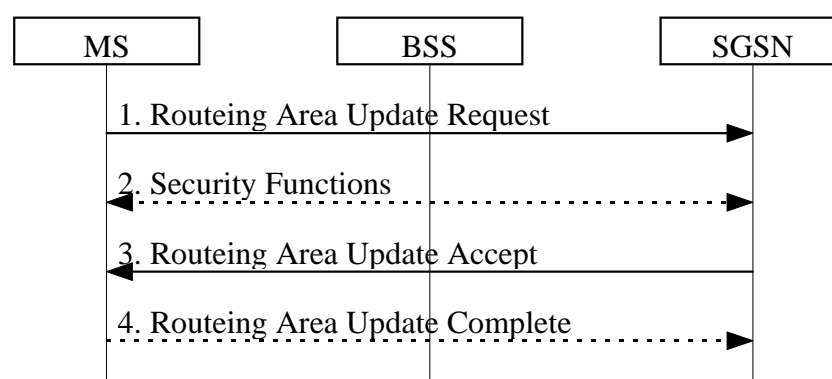 MS BSS SGSN
1. Routeing Area Update Request
2. Security Functions
3. Routeing Area Update Accept
4. Routeing Area Update Complete